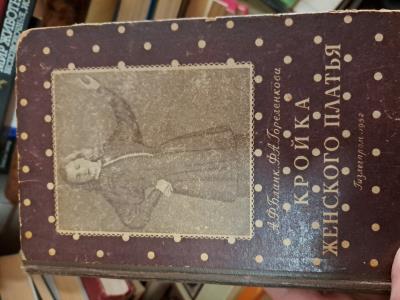 А.Ф.Бланк. Ф.А.Гореленкова
КРОЙКА
ЖЕНСКОГО ПЛАТЬЯ
Гизлегпром . 1952